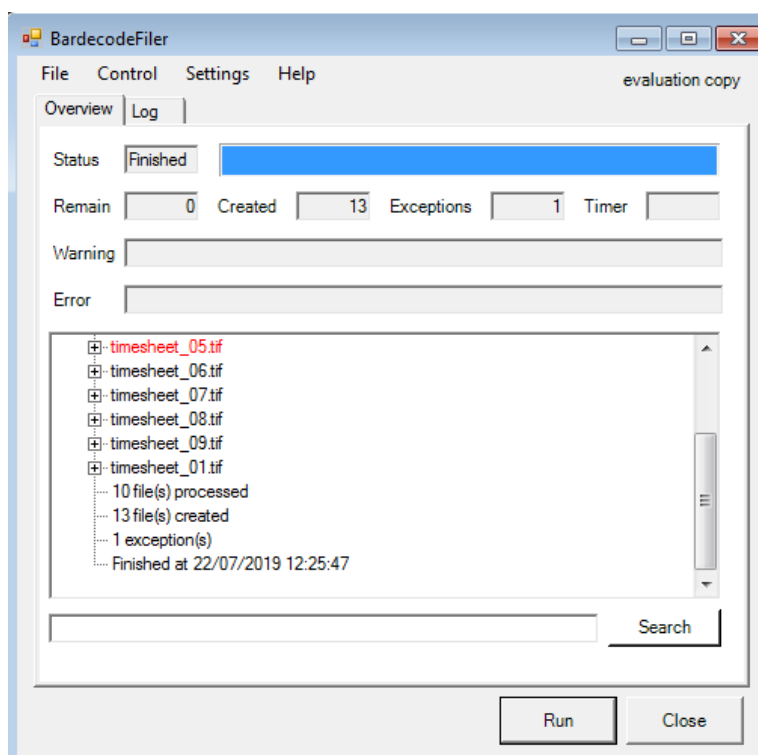 BardecodeFiler
File Control Settings Help
evaluation copy
Overview Log
Status Finished
Remain 0 Created 13 Exceptions 1 Timer
Warning
Error
timesheet_05.tif
timesheet_06.tif
timesheet_07.tif
timesheet_08.tif
timesheet_09.tif
timesheet_01.tif
10 file(s) processed
13 file(s) created
1 exception(s)
Finished at 22/07/2019 12:25:47
Search
Run Close